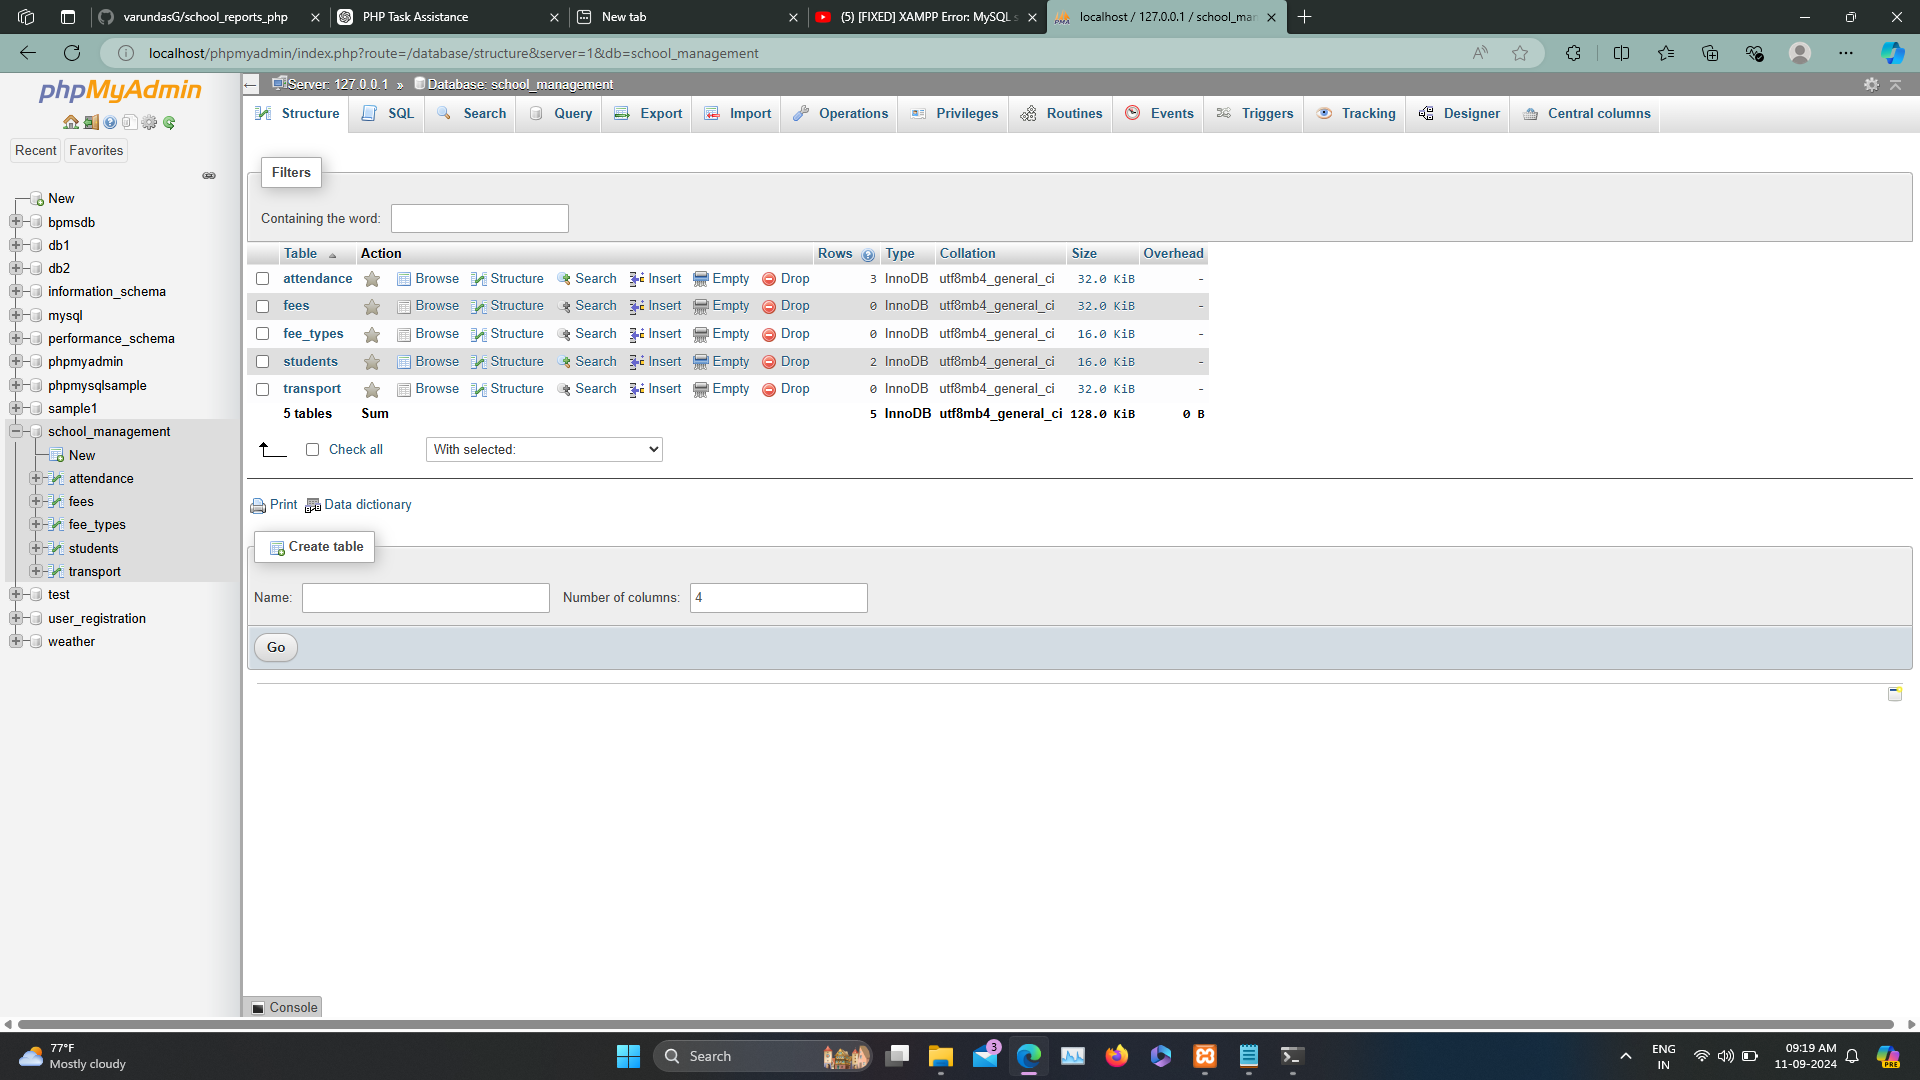 varundasG/school_reports_php
PHP Task Assistance
New tab
(5) [FIXED] XAMPP Error: MySQL s
localhost / 127.0.0.1 / school_mar
localhost/phpmyadmin/index.php?route=/database/structure&server=1&db=school_management
phpMyAdmin
Recent Favorites
New
bpmsdb
db1
db2
information_schema
mysql
performance_schema
phpmyadmin
phpmysqlsample
sample1
school_management
New
attendance
fees
fee_types
students
transport
test
user_registration
weather
Server: 127.0.0.1 » Database: school_management
Structure SQL Search Query Export Import Operations Privileges Routines Events Triggers Tracking Designer Central columns
Filters
Containing the word:
Table Action Rows Type Collation Size Overhead
attendance Browse Structure Search Insert Empty Drop 3 InnoDB utf8mb4_general_ci 32.0 KiB -
fees Browse Structure Search Insert Empty Drop 0 InnoDB utf8mb4_general_ci 32.0 KiB -
fee_types Browse Structure Search Insert Empty Drop 0 InnoDB utf8mb4_general_ci 16.0 KiB -
students Browse Structure Search Insert Empty Drop 2 InnoDB utf8mb4_general_ci 16.0 KiB -
transport Browse Structure Search Insert Empty Drop 0 InnoDB utf8mb4_general_ci 32.0 KiB -
5 tables Sum 5 InnoDB utf8mb4_general_ci 128.0 KiB 0 B
Check all With selected:
Print Data dictionary
Create table
Name: Number of columns: 4
Go
Console
77°F
Mostly cloudy
Search
3
ENG
IN
09:19 AM
11-09-2024
PRE